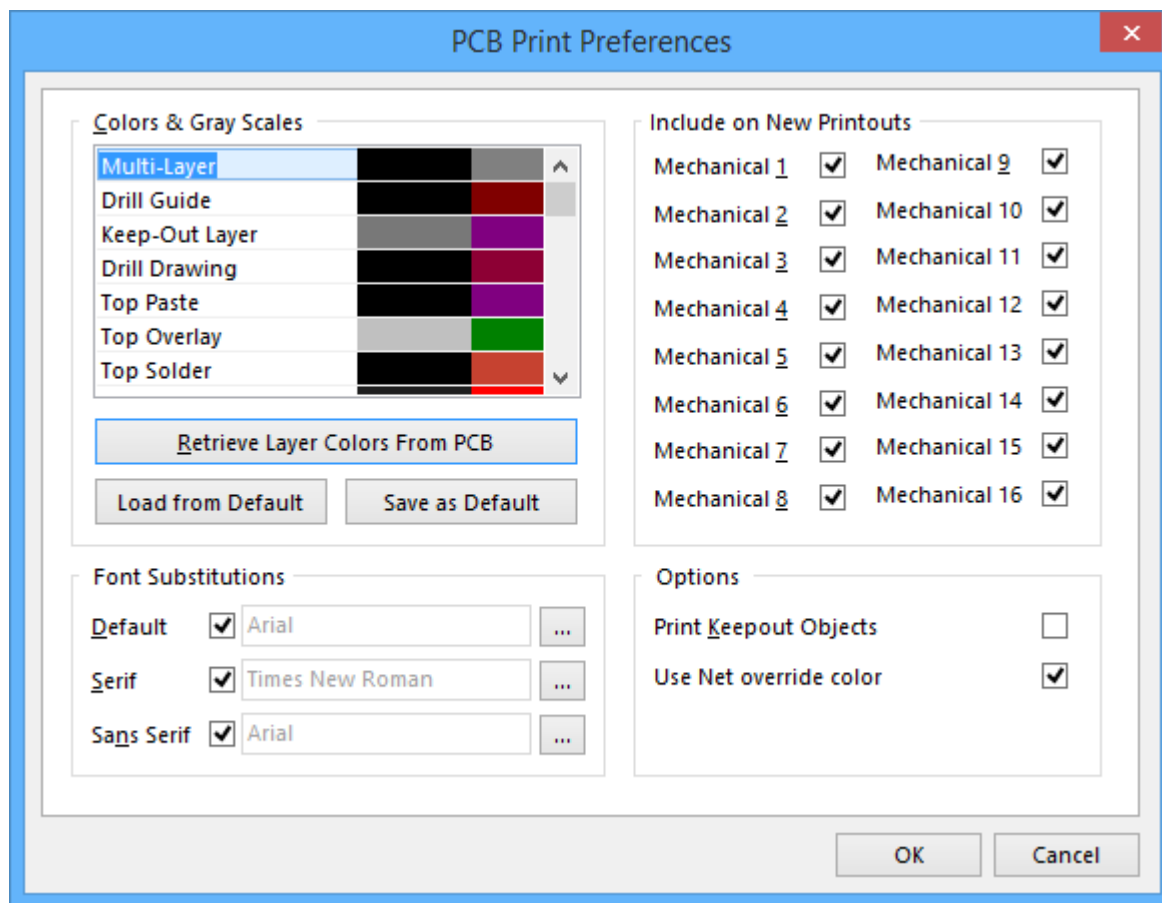 PCB Print Preferences
Colors & Gray Scales
Multi-Layer
Drill Guide
Keep-Out Layer
Drill Drawing
Top Paste
Top Overlay
Top Solder
Retrieve Layer Colors From PCB
Load from Default Save as Default
Include on New Printouts
Mechanical 1 Mechanical 9
Mechanical 2 Mechanical 10
Mechanical 3 Mechanical 11
Mechanical 4 Mechanical 12
Mechanical 5 Mechanical 13
Mechanical 6 Mechanical 14
Mechanical 7 Mechanical 15
Mechanical 8 Mechanical 16
Font Substitutions
Default Arial ...
Serif Times New Roman ...
Sans Serif Arial ...
Options
Print Keepout Objects
Use Net override color
OK Cancel